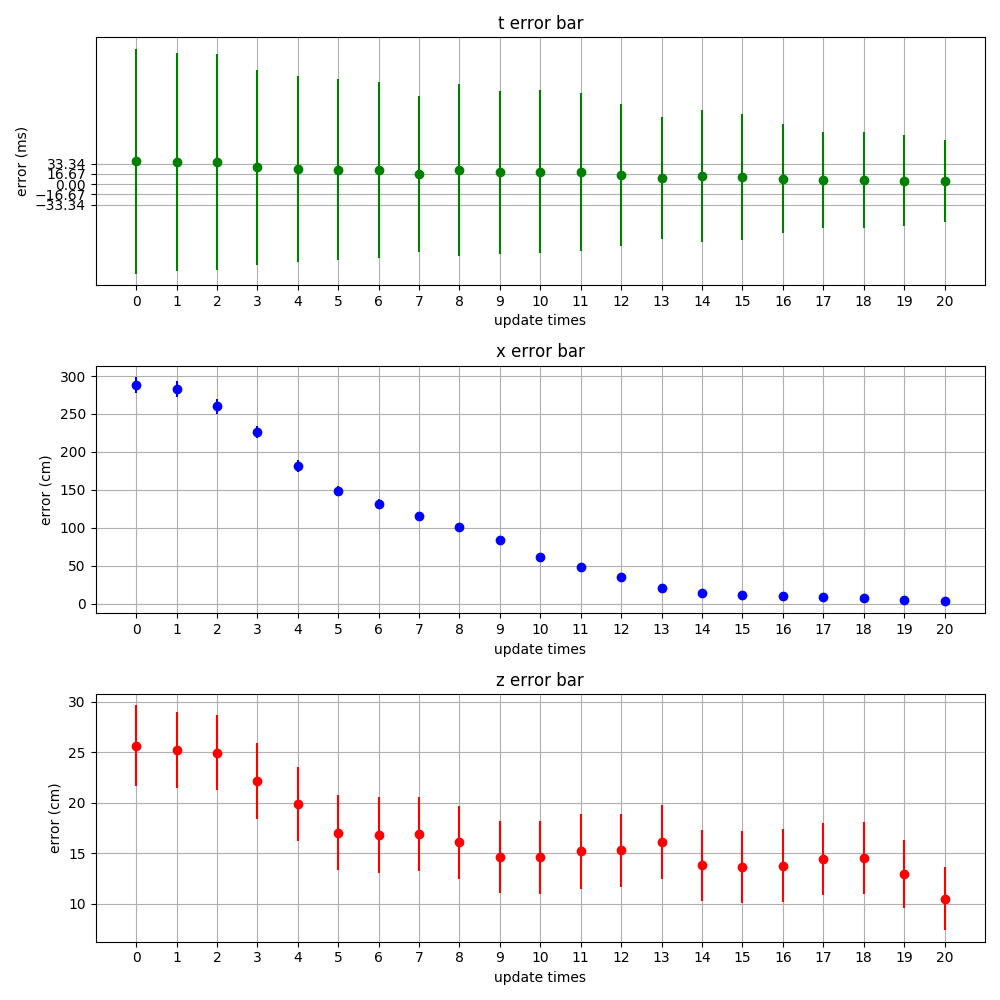 t error bar
error (ms)
33.34
16.67
0.00
−16.67
−33.34
0 1 2 3 4 5 6 7 8 9 10 11 12 13 14 15 16 17 18 19 20
update times
x error bar
error (cm)
300
250
200
150
100
50
0
0 1 2 3 4 5 6 7 8 9 10 11 12 13 14 15 16 17 18 19 20
update times
z error bar
error (cm)
30
25
20
15
10
0 1 2 3 4 5 6 7 8 9 10 11 12 13 14 15 16 17 18 19 20
update times